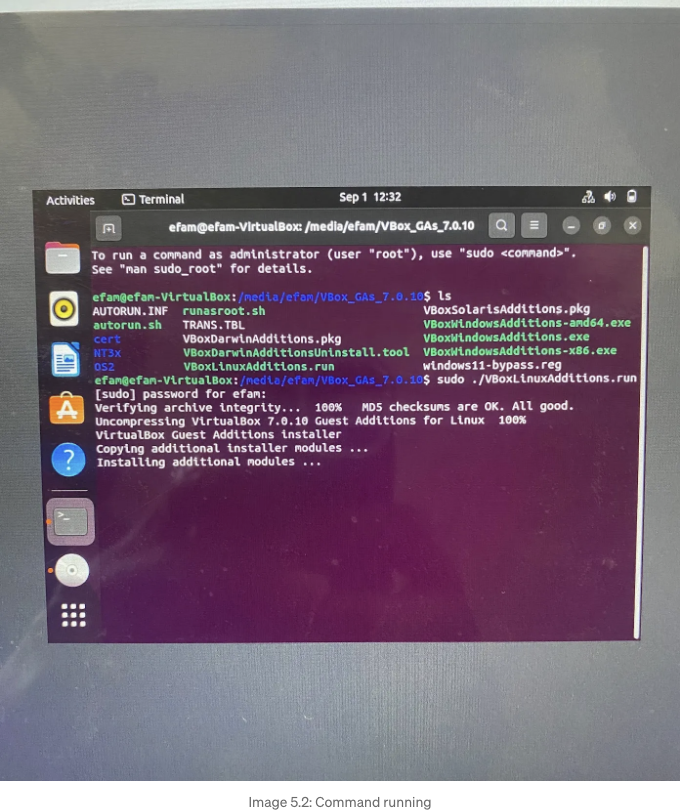 Activities Terminal Sep 1 12:32
efam@efam-VirtualBox: /media/efam/VBox_GAs_7.0.10
To run a command as administrator (user "root"), use "sudo <command>".
See "man sudo_root" for details.
efam@efam-VirtualBox:/media/efam/VBox_GAs_7.0.10$ ls
AUTORUN.INF runasroot.sh VBoxSolarisAdditions.pkg
autorun.sh TRANS.TBL VBoxWindowsAdditions-amd64.exe
cert VBoxDarwinAdditions.pkg VBoxWindowsAdditions.exe
NT3x VBoxDarwinAdditionsUninstall.tool VBoxWindowsAdditions-x86.exe
OS2 VBoxLinuxAdditions.run windows11-bypass.reg
efam@efam-VirtualBox:/media/efam/VBox_GAs_7.0.10$ sudo ./VBoxLinuxAdditions.run
[sudo] password for efam:
Verifying archive integrity... 100% MD5 checksums are OK. All good.
Uncompressing VirtualBox 7.0.10 Guest Additions for Linux 100%
VirtualBox Guest Additions installer
Copying additional installer modules ...
Installing additional modules ...
Image 5.2: Command running